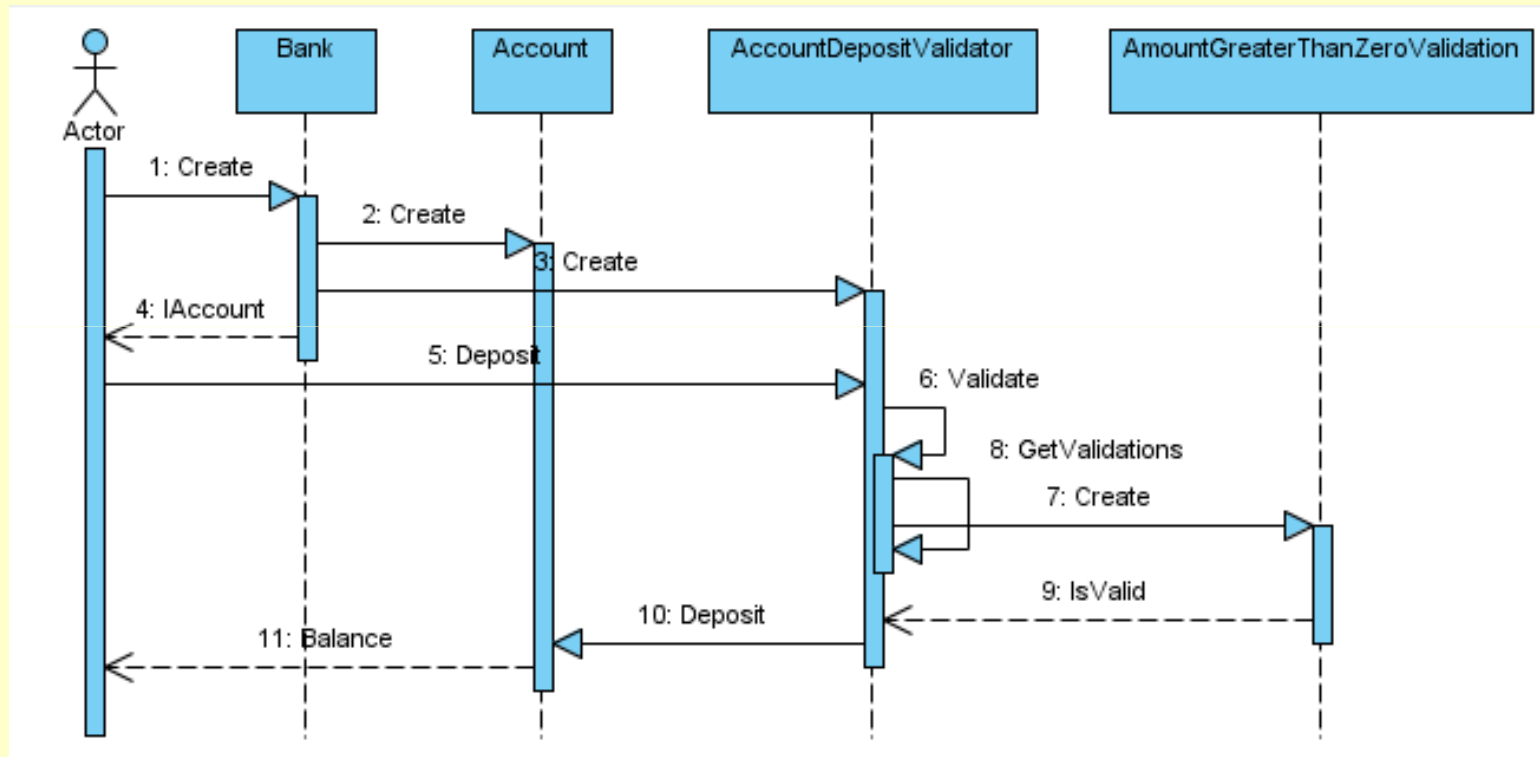 Bank
Account
AccountDepositValidator
AmountGreaterThanZeroValidation
Actor
1: Create
2: Create
3: Create
4: IAccount
5: Deposit
6: Validate
8: GetValidations
7: Create
9: IsValid
10: Deposit
11: Balance